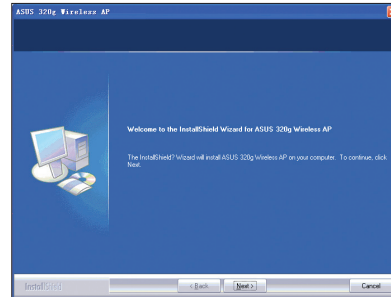 ASUS 320g Wireless AP
Welcome to the InstallShield Wizard for ASUS 320g Wireless AP
The InstallShield? Wizard will install ASUS 320g Wireless AP on your computer. To continue, click
Next.
InstallShield
< Back
Next >
Cancel